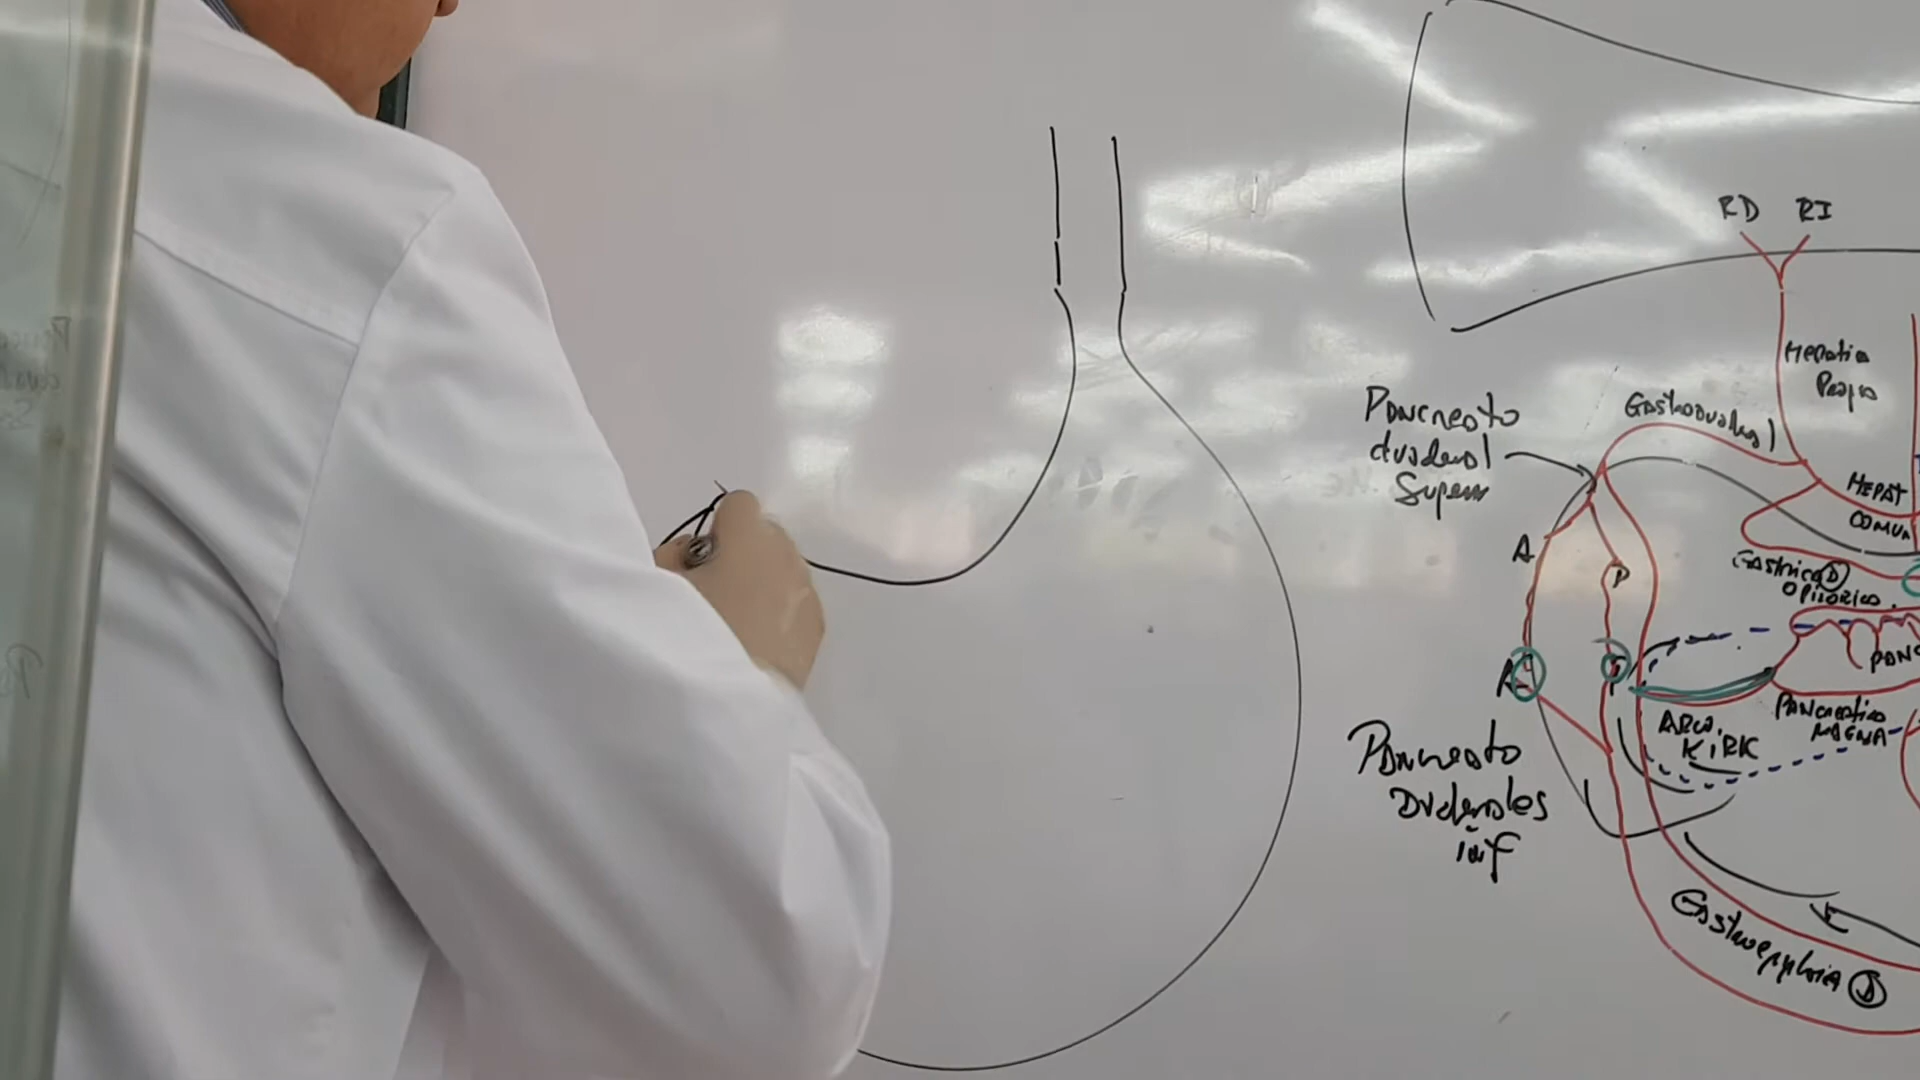 RD RI
Hepatica
Propia
Gastroduodenal
Pancreato
duodenal
Superior
HEPAT
COMUN
A
P
Gastrica D
O pilorica
A
P
PANC
Pancreatica
MAGNA
ARCO
KIRK
Pancreato
Duodenales
inf
Gastroepiploica D